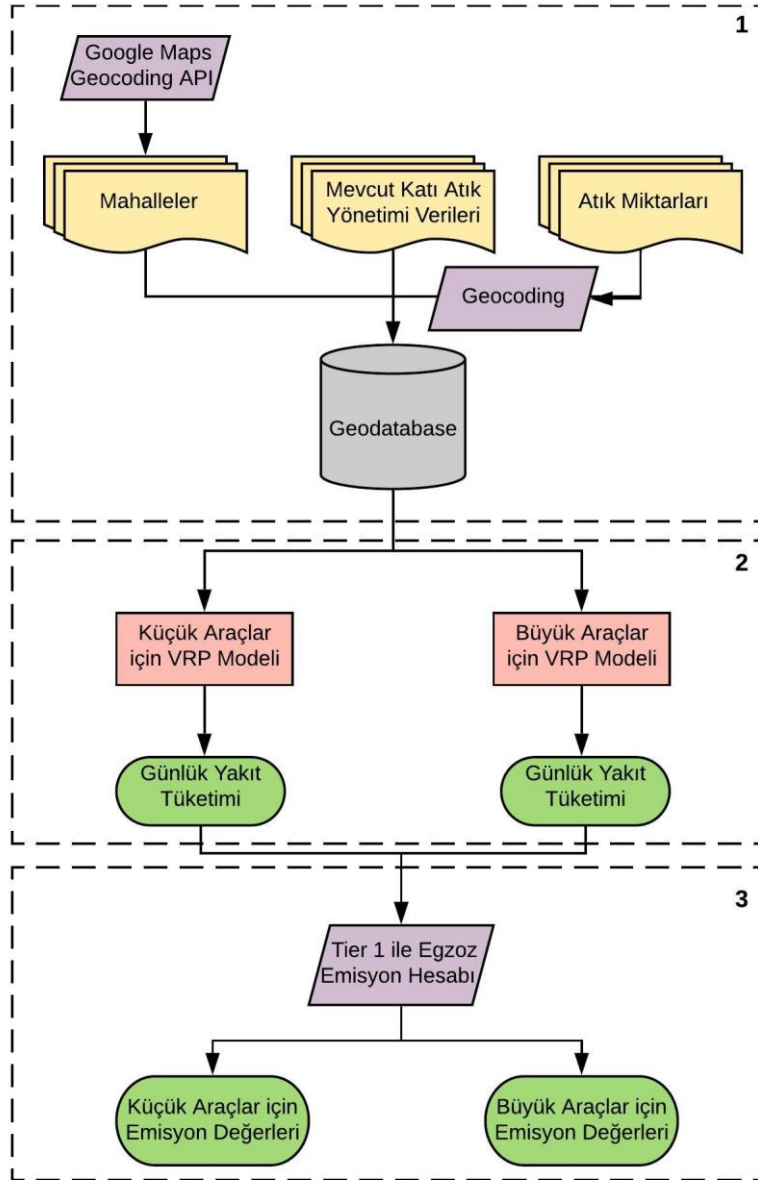 1
Google Maps
Geocoding API
Mahalleler
Mevcut Katı Atık
Yönetimi Verileri
Atık Miktarları
Geocoding
Geodatabase
2
Küçük Araçlar
için VRP Modeli
Büyük Araçlar
için VRP Modeli
Günlük Yakıt
Tüketimi
Günlük Yakıt
Tüketimi
3
Tier 1 ile Egzoz
Emisyon Hesabı
Küçük Araçlar için
Emisyon Değerleri
Büyük Araçlar için
Emisyon Değerleri